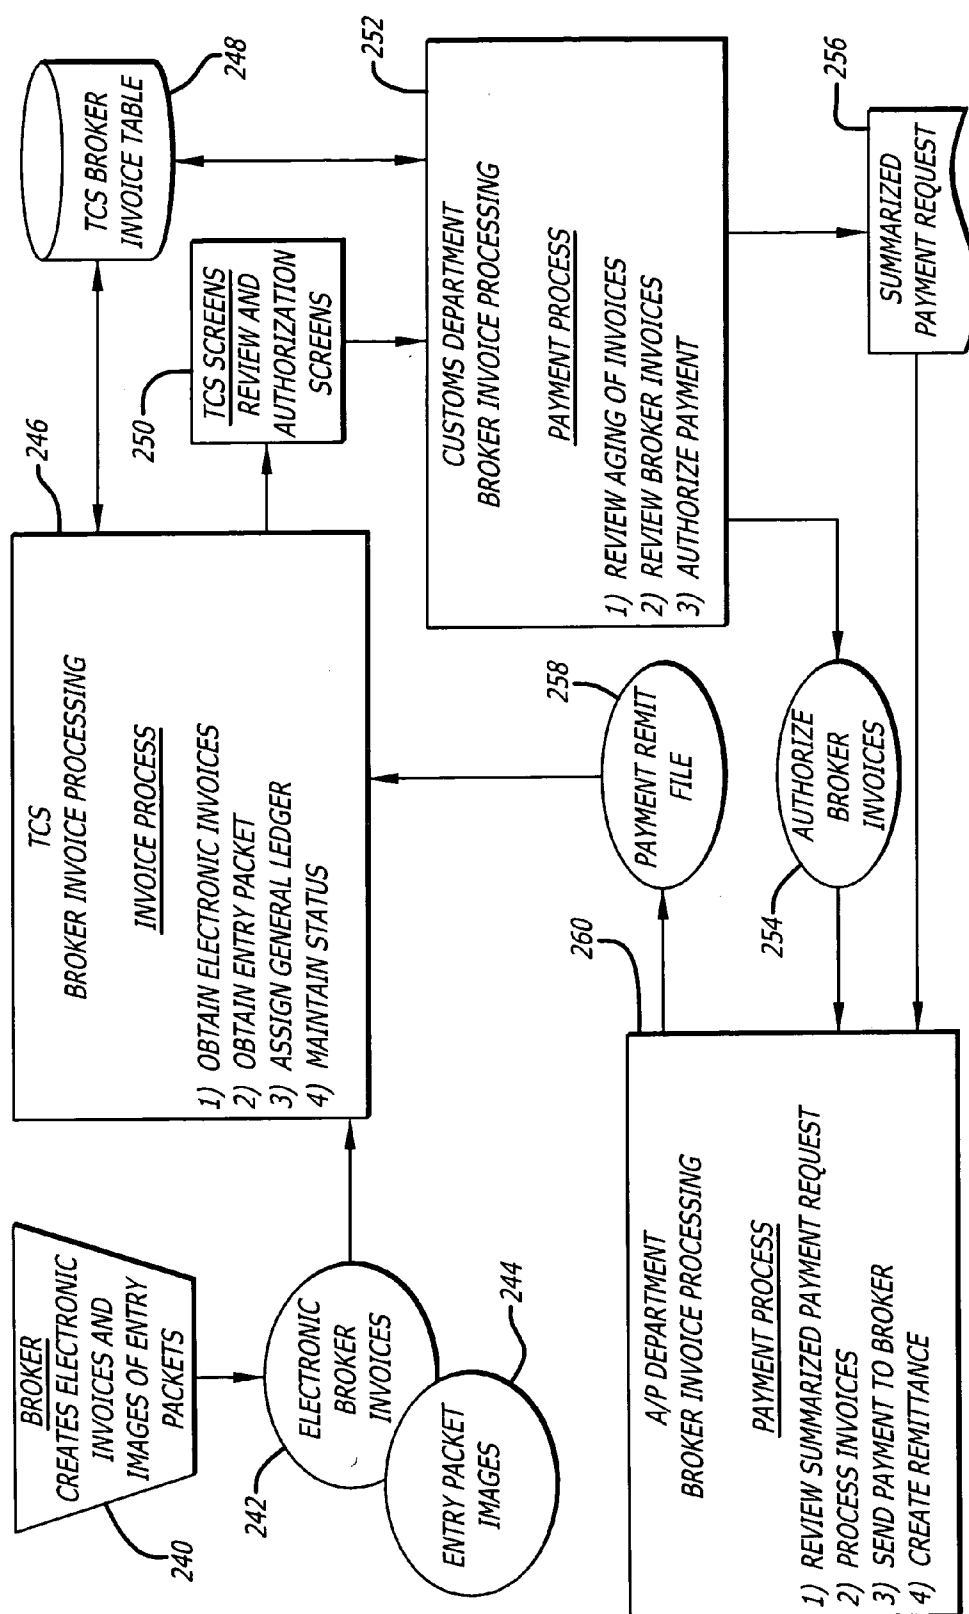 BROKER
CREATES ELECTRONIC
INVOICES AND
IMAGES OF ENTRY
PACKETS
240
242
ELECTRONIC
BROKER
INVOICES
ENTRY PACKET
IMAGES
244
TCS
BROKER INVOICE PROCESSING
INVOICE PROCESS
1) OBTAIN ELECTRONIC INVOICES
2) OBTAIN ENTRY PACKET
3) ASSIGN GENERAL LEDGER
4) MAINTAIN STATUS
246
TCS BROKER
INVOICE TABLE
248
250
TCS SCREENS
REVIEW AND
AUTHORIZATION
SCREENS
252
CUSTOMS DEPARTMENT
BROKER INVOICE PROCESSING
PAYMENT PROCESS
1) REVIEW AGING OF INVOICES
2) REVIEW BROKER INVOICES
3) AUTHORIZE PAYMENT
A/P DEPARTMENT
BROKER INVOICE PROCESSING
PAYMENT PROCESS
1) REVIEW SUMMARIZED PAYMENT REQUEST
2) PROCESS INVOICES
3) SEND PAYMENT TO BROKER
4) CREATE REMITTANCE
260
258
PAYMENT REMIT
FILE
254
AUTHORIZE
BROKER
INVOICES
256
SUMMARIZED
PAYMENT REQUEST